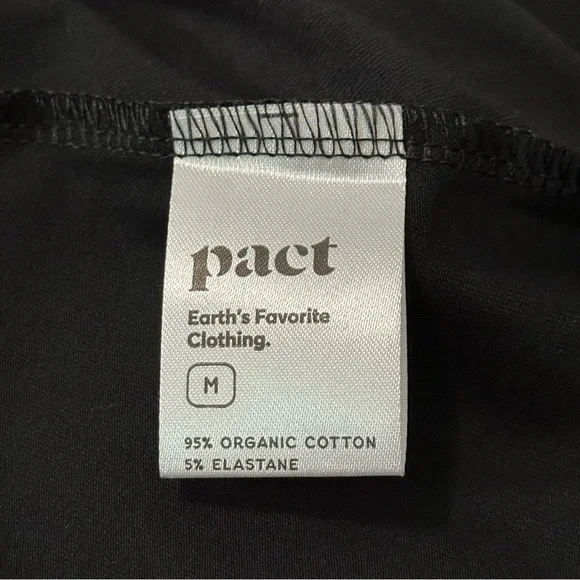 pact
Earth's Favorite
Clothing.
M
95% ORGANIC COTTON
5% ELASTANE